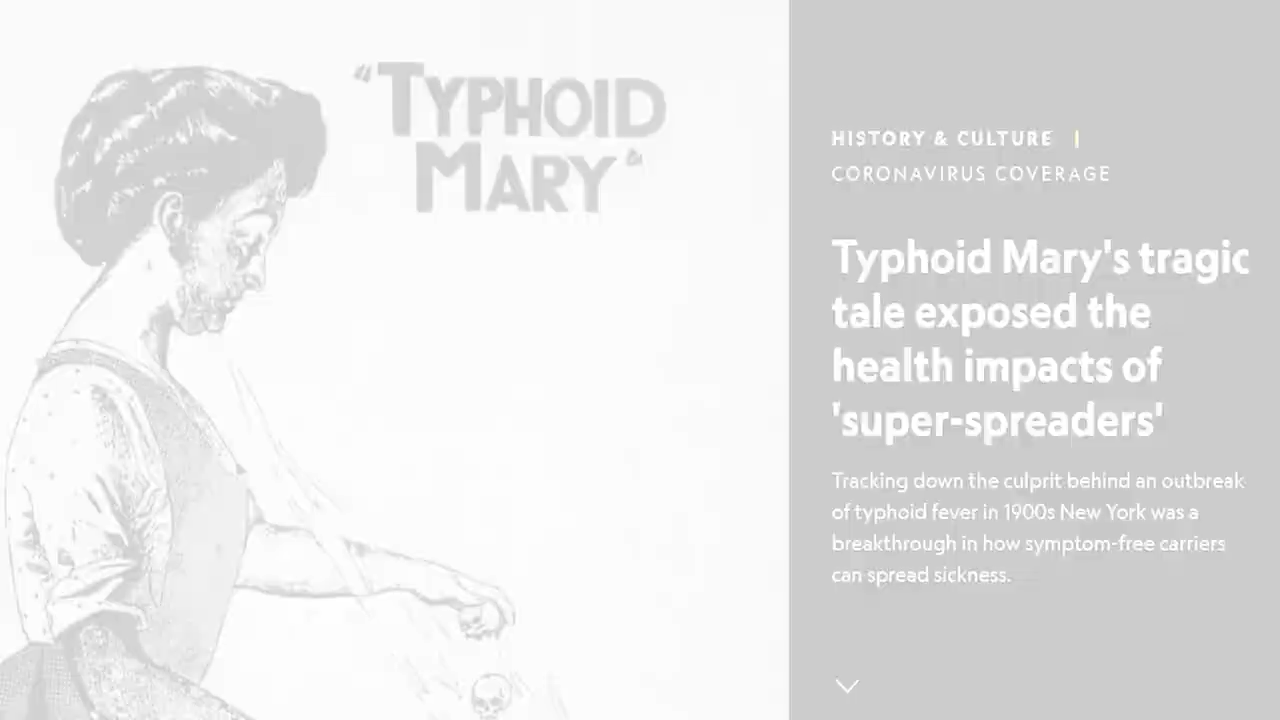 "TYPHOID
MARY"
HISTORY & CULTURE |
CORONAVIRUS COVERAGE
Typhoid Mary's tragic
tale exposed the
health impacts of
'super-spreaders'
Tracking down the culprit behind an outbreak
of typhoid fever in 1900s New York was a
breakthrough in how symptom-free carriers
can spread sickness.